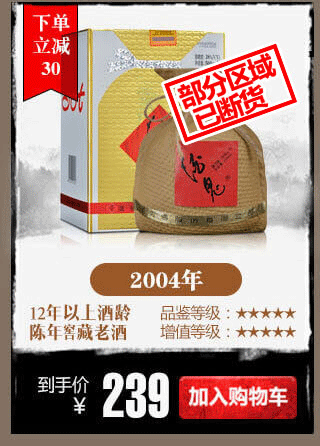 下单
立减
30
部分区域
已断货
酒鬼
2004年
12年以上酒龄
品鉴等级：★★★★★
陈年窖藏老酒
增值等级：★★★★★
到手价
¥ 239
加入购物车